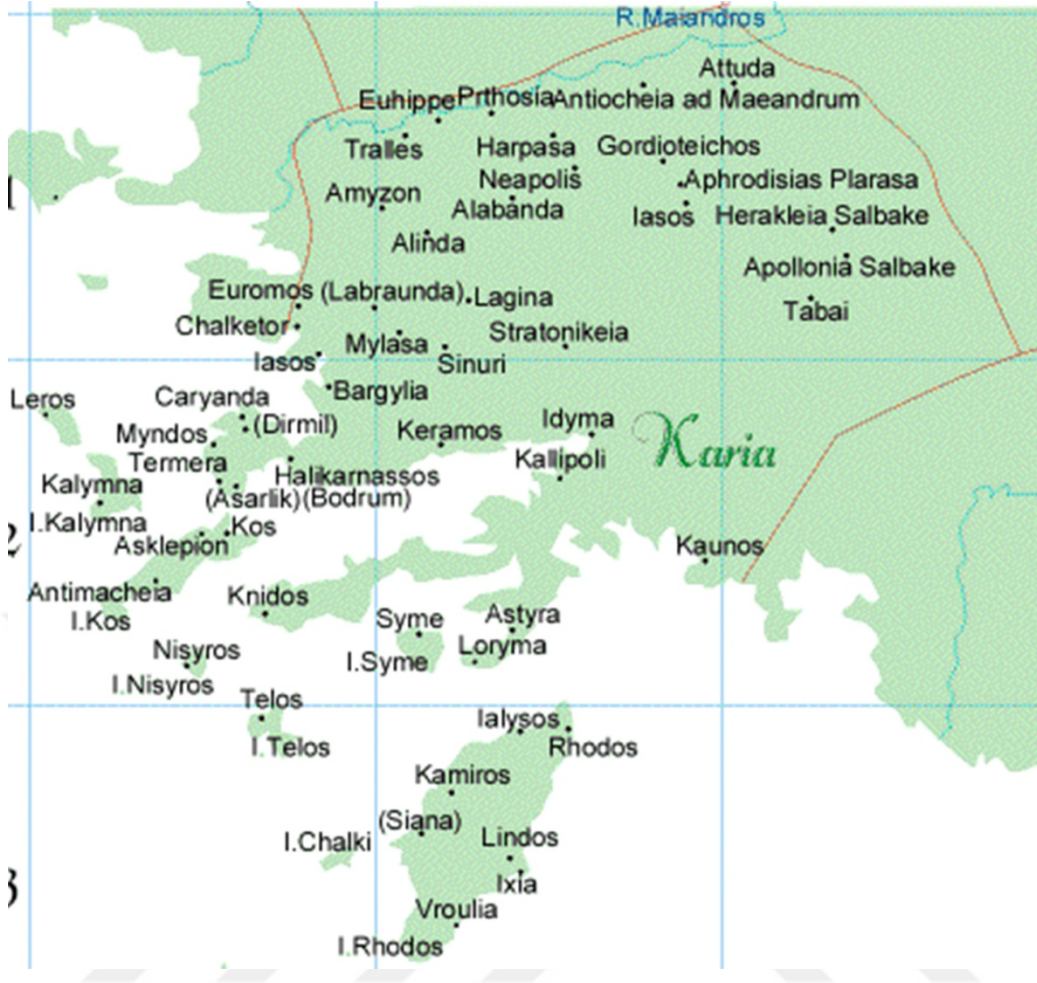 R.Maiandros
Attuda
Euhippe
Prthosia
Antiocheia ad Maeandrum
Tralles
Harpasa
Gordioteichos
Neapolis
Aphrodisias Plarasa
Amyzon
Alabanda
Iasos
Herakleia Salbake
Alinda
Apollonia Salbake
Euromos (Labraunda)
Lagina
Tabai
Chalketor
Stratonikeia
Mylasa
Iasos
Sinuri
Bargylia
Leros
Caryanda
(Dirmil)
Idyma
Karia
Myndos
Keramos
Termera
Kallipoli
Halikarnassos
Kalymna
(Asarlik)
(Bodrum)
I.Kalymna
Kos
2
Asklepion
Kaunos
Antimacheia
Knidos
I.Kos
Syme
Astyra
Nisyros
Loryma
I.Syme
I.Nisyros
Telos
Ialysos
I.Telos
Rhodos
Kamiros
(Siana)
I.Chalki
Lindos
3
Ixia
Vroulia
I.Rhodos